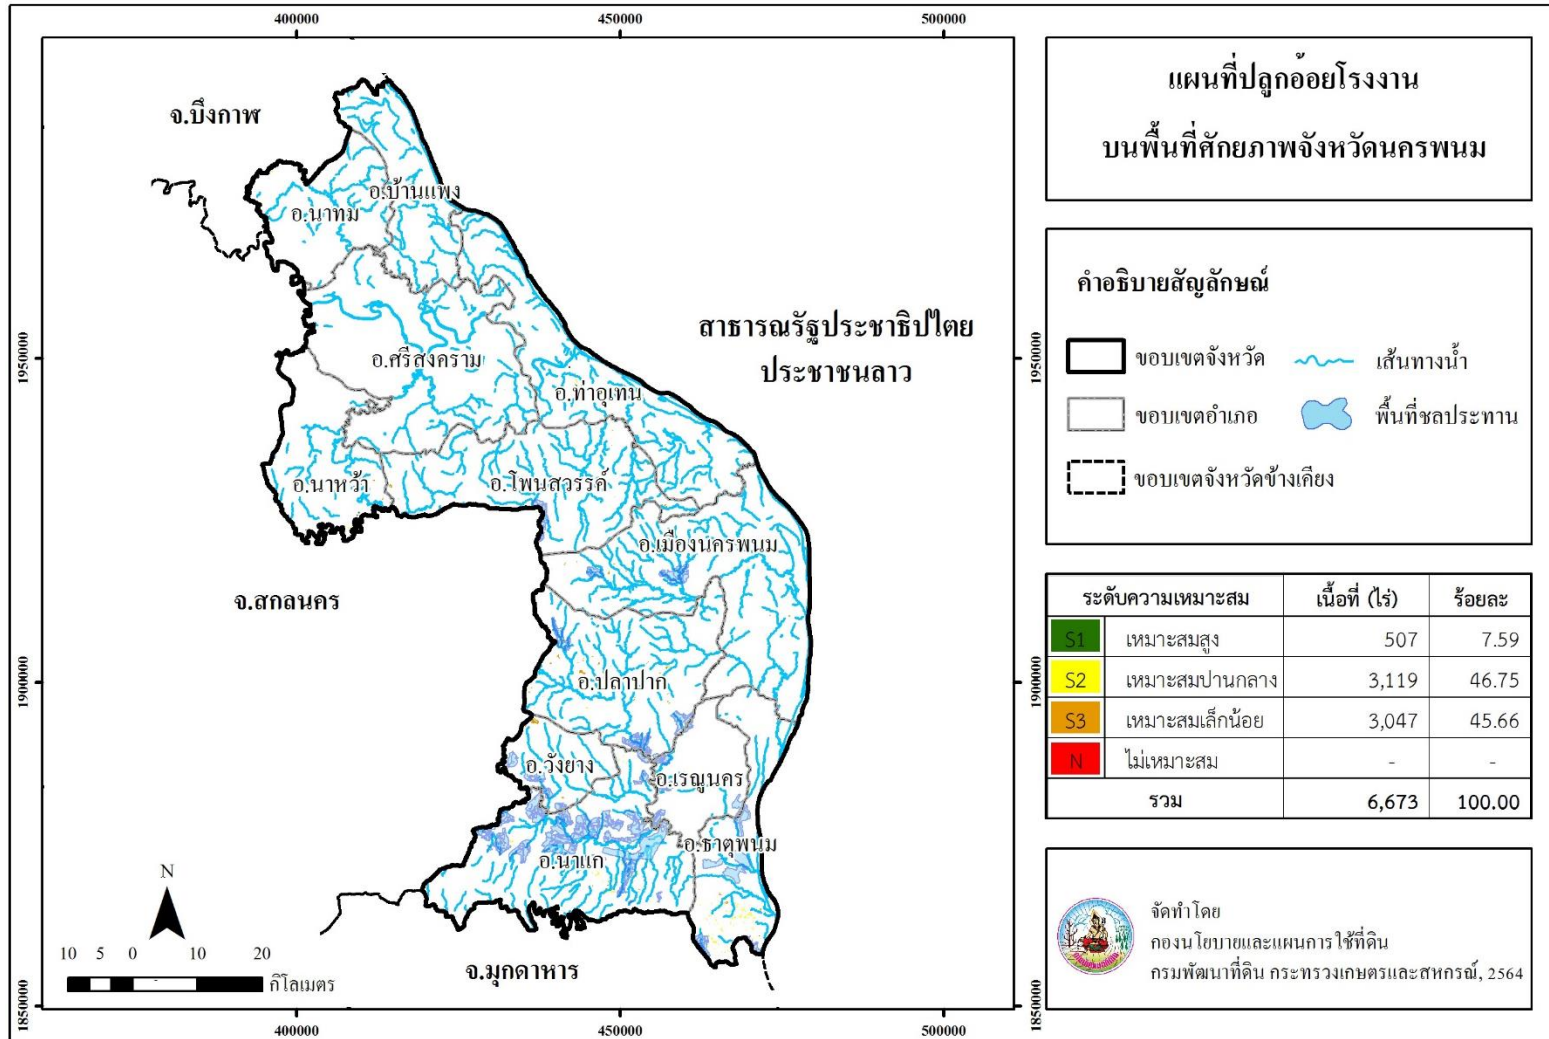 400000
450000
500000
แผนที่ปลูกอ้อยโรงงาน
บนพื้นที่ศักยภาพจังหวัดนครพนม
จ.บึงกาฬ
อ.บ้านแพง
อ.นาทม
สาธารณรัฐประชาธิปไตย
ประชาชนลาว
อ.ศรีสงคราม
อ.ท่าอุเทน
อ.นาหว้า
อ.โพนสวรรค์
อ.เมืองนครพนม
จ.สกลนคร
อ.ปลาปาก
อ.วังยาง
อ.เรณูนคร
อ.ธาตุพนม
อ.นาแก
จ.มุกดาหาร
N
10 5 0 10 20
กิโลเมตร
1950000
1900000
1850000
1950000
1900000
1850000
400000
450000
500000
คำอธิบายสัญลักษณ์
ขอบเขตจังหวัด
เส้นทางน้ำ
ขอบเขตอำเภอ
พื้นที่ชลประทาน
ขอบเขตจังหวัดข้างเคียง
ระดับความเหมาะสม เนื้อที่ (ไร่) ร้อยละ
S1 เหมาะสมสูง 507 7.59
S2 เหมาะสมปานกลาง 3,119 46.75
S3 เหมาะสมเล็กน้อย 3,047 45.66
N ไม่เหมาะสม - -
รวม 6,673 100.00
จัดทำโดย
กองนโยบายและแผนการใช้ที่ดิน
กรมพัฒนาที่ดิน กระทรวงเกษตรและสหกรณ์, 2564